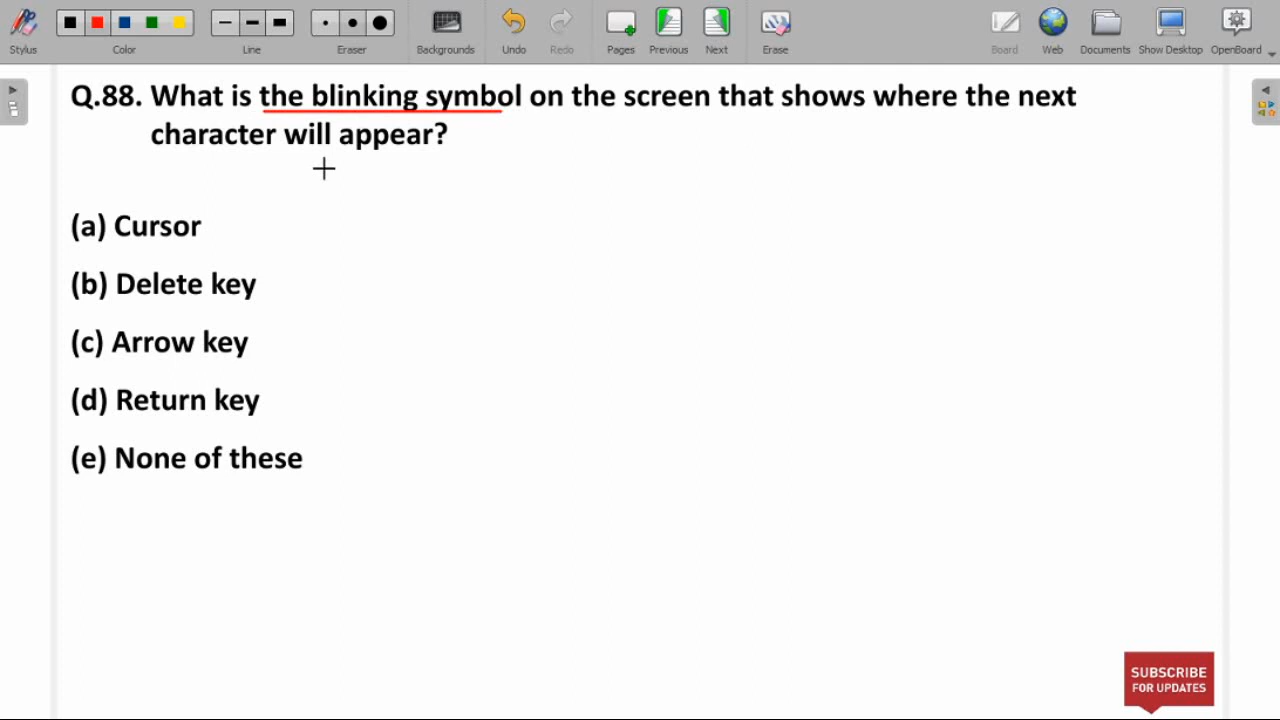 Stylus Color Line Eraser Backgrounds Undo Redo Pages Previous Next Erase Board Web Documents Show Desktop OpenBoard
Q.88. What is the blinking symbol on the screen that shows where the next
character will appear?
(a) Cursor
(b) Delete key
(c) Arrow key
(d) Return key
(e) None of these
SUBSCRIBE
FOR UPDATES